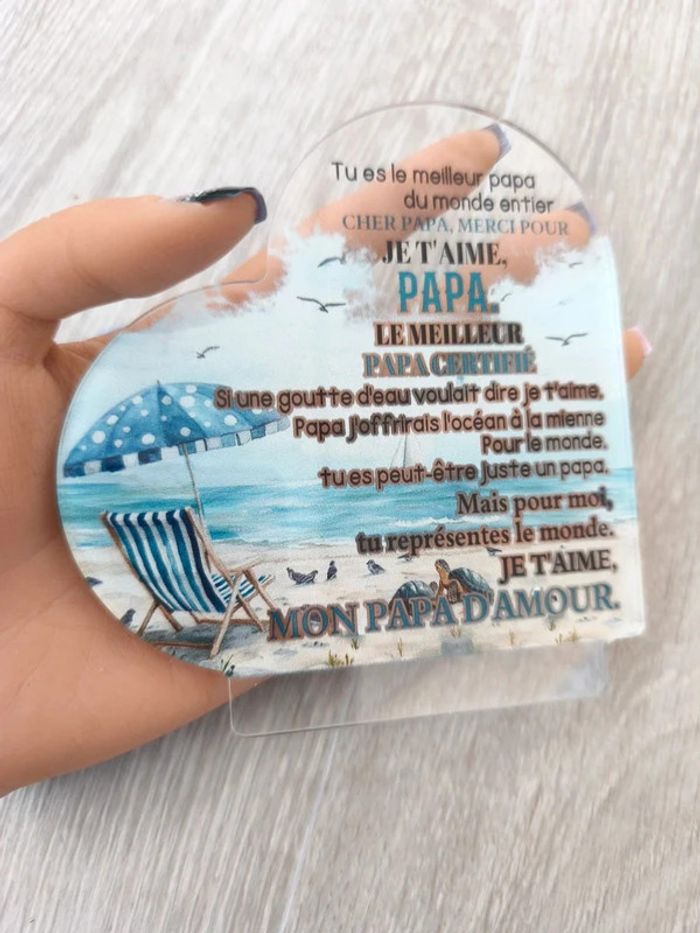 Tu es le meilleur papa
du monde entier
CHER PAPA, MERCI POUR
JE T'AIME,
PAPA.
LE MEILLEUR
PAPA CERTIFIÉ
Si une goutte d'eau voulait dire je t'aime.
Papa j'offrirais l'océan à la mienne
Pour le monde.
tu es peut-être juste un papa.
Mais pour moi,
tu représentes le monde.
JE T'AIME,
MON PAPA D'AMOUR.